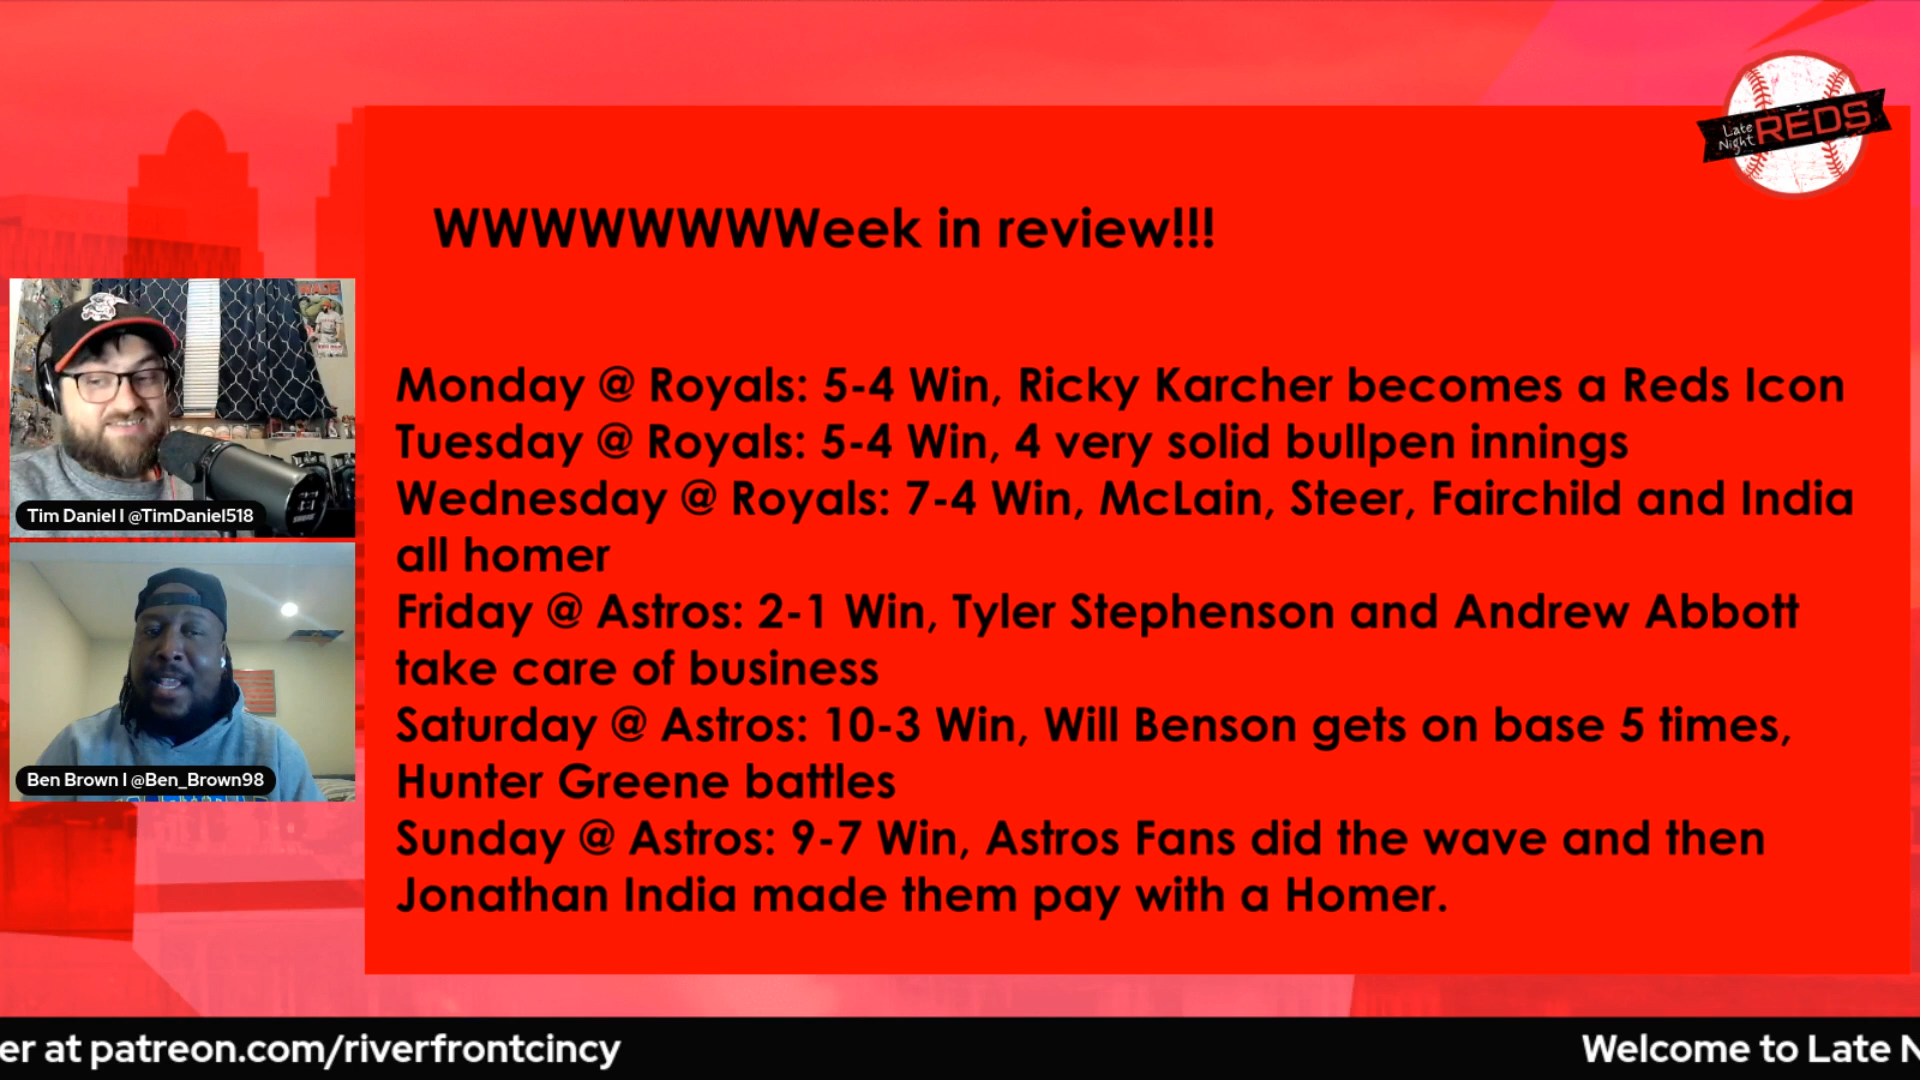 Late
Night
REDS
WWWWWWWWeek in review!!!
Monday @ Royals: 5-4 Win, Ricky Karcher becomes a Reds Icon
Tuesday @ Royals: 5-4 Win, 4 very solid bullpen innings
Wednesday @ Royals: 7-4 Win, McLain, Steer, Fairchild and India
all homer
Friday @ Astros: 2-1 Win, Tyler Stephenson and Andrew Abbott
take care of business
Saturday @ Astros: 10-3 Win, Will Benson gets on base 5 times,
Hunter Greene battles
Sunday @ Astros: 9-7 Win, Astros Fans did the wave and then
Jonathan India made them pay with a Homer.
WADE
Tim Daniel | @TimDaniel518
Ben Brown | @Ben_Brown98
er at patreon.com/riverfrontcincy
Welcome to Late N